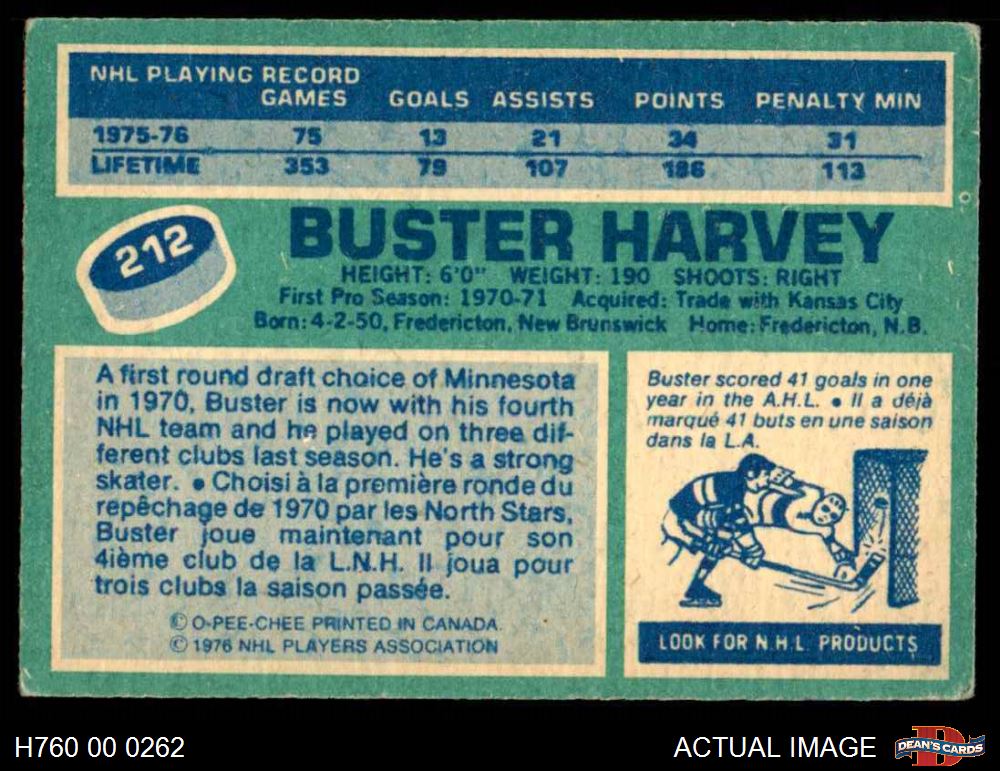 NHL PLAYING RECORD
GAMES GOALS ASSISTS POINTS PENALTY MIN
1975-76 75 13 21 34 31
LIFETIME 353 79 107 186 113
212
BUSTER HARVEY
HEIGHT: 6'0" WEIGHT: 190 SHOOTS: RIGHT
First Pro Season: 1970-71 Acquired: Trade with Kansas City
Born: 4-2-50, Fredericton, New Brunswick Home: Fredericton, N.B.
A first round draft choice of Minnesota
in 1970, Buster is now with his fourth
NHL team and he played on three dif-
ferent clubs last season. He's a strong
skater. ● Choisi à la première ronde du
repêchage de 1970 par les North Stars,
Buster joue maintenant pour son
4ième club de la L.N.H. Il joua pour
trois clubs la saison passée.
© O-PEE-CHEE PRINTED IN CANADA.
© 1976 NHL PLAYERS ASSOCIATION
Buster scored 41 goals in one
year in the A.H.L. ● Il a déjà
marqué 41 buts en une saison
dans la L.A.
LOOK FOR N.H.L. PRODUCTS
H760 00 0262
ACTUAL IMAGE
DEAN'S CARDS